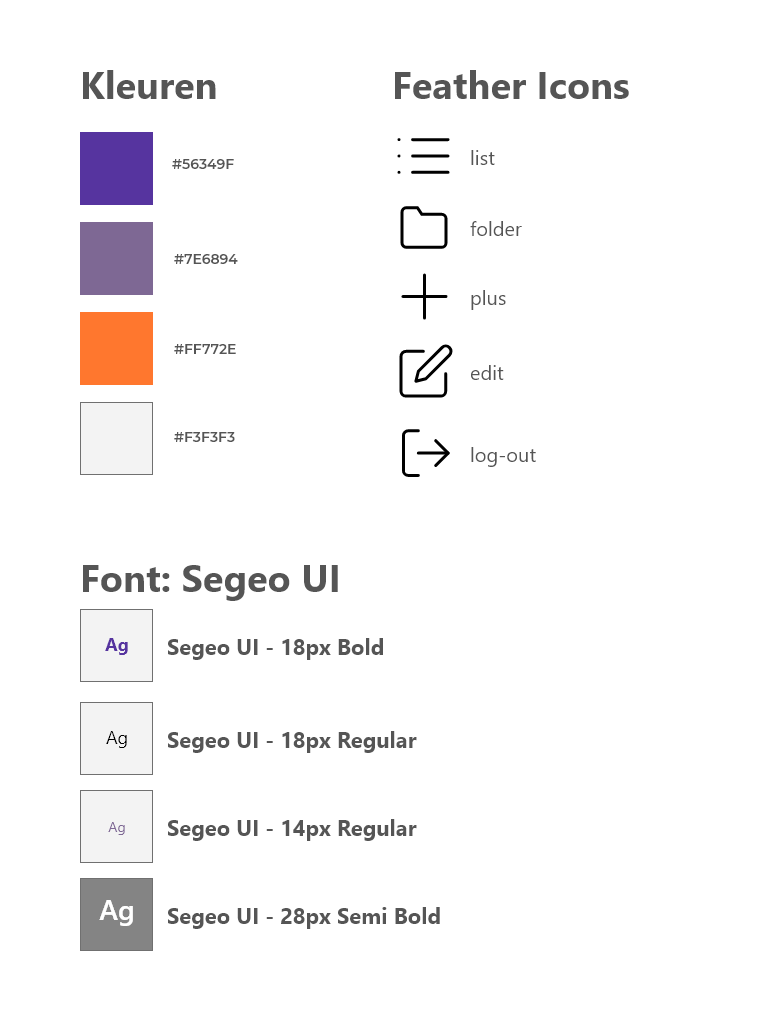 Kleuren
#56349F
#7E6894
#FF772E
#F3F3F3
Feather Icons
list
folder
plus
edit
log-out
Font: Segeo UI
Ag
Segeo UI - 18px Bold
Ag
Segeo UI - 18px Regular
Ag
Segeo UI - 14px Regular
Ag
Segeo UI - 28px Semi Bold